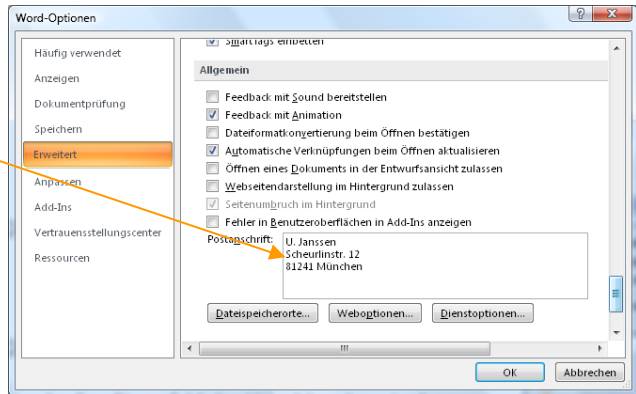 Word-Optionen
Häufig verwendet
Anzeigen
Dokumentprüfung
Speichern
Erweitert
Anpassen
Add-Ins
Vertrauensstellungscenter
Ressourcen
Smarttags einbetten
Allgemein
Feedback mit Sound bereitstellen
Feedback mit Animation
Dateiformatkonvertierung beim Öffnen bestätigen
Automatische Verknüpfungen beim Öffnen aktualisieren
Öffnen eines Dokuments in der Entwurfsansicht zulassen
Webseitendarstellung im Hintergrund zulassen
Seitenumbruch im Hintergrund
Fehler in Benutzeroberflächen in Add-Ins anzeigen
Postanschrift: U. Janssen
Scheurlinstr. 12
81241 München
Dateispeicherorte... Weboptionen... Dienstoptionen...
OK Abbrechen